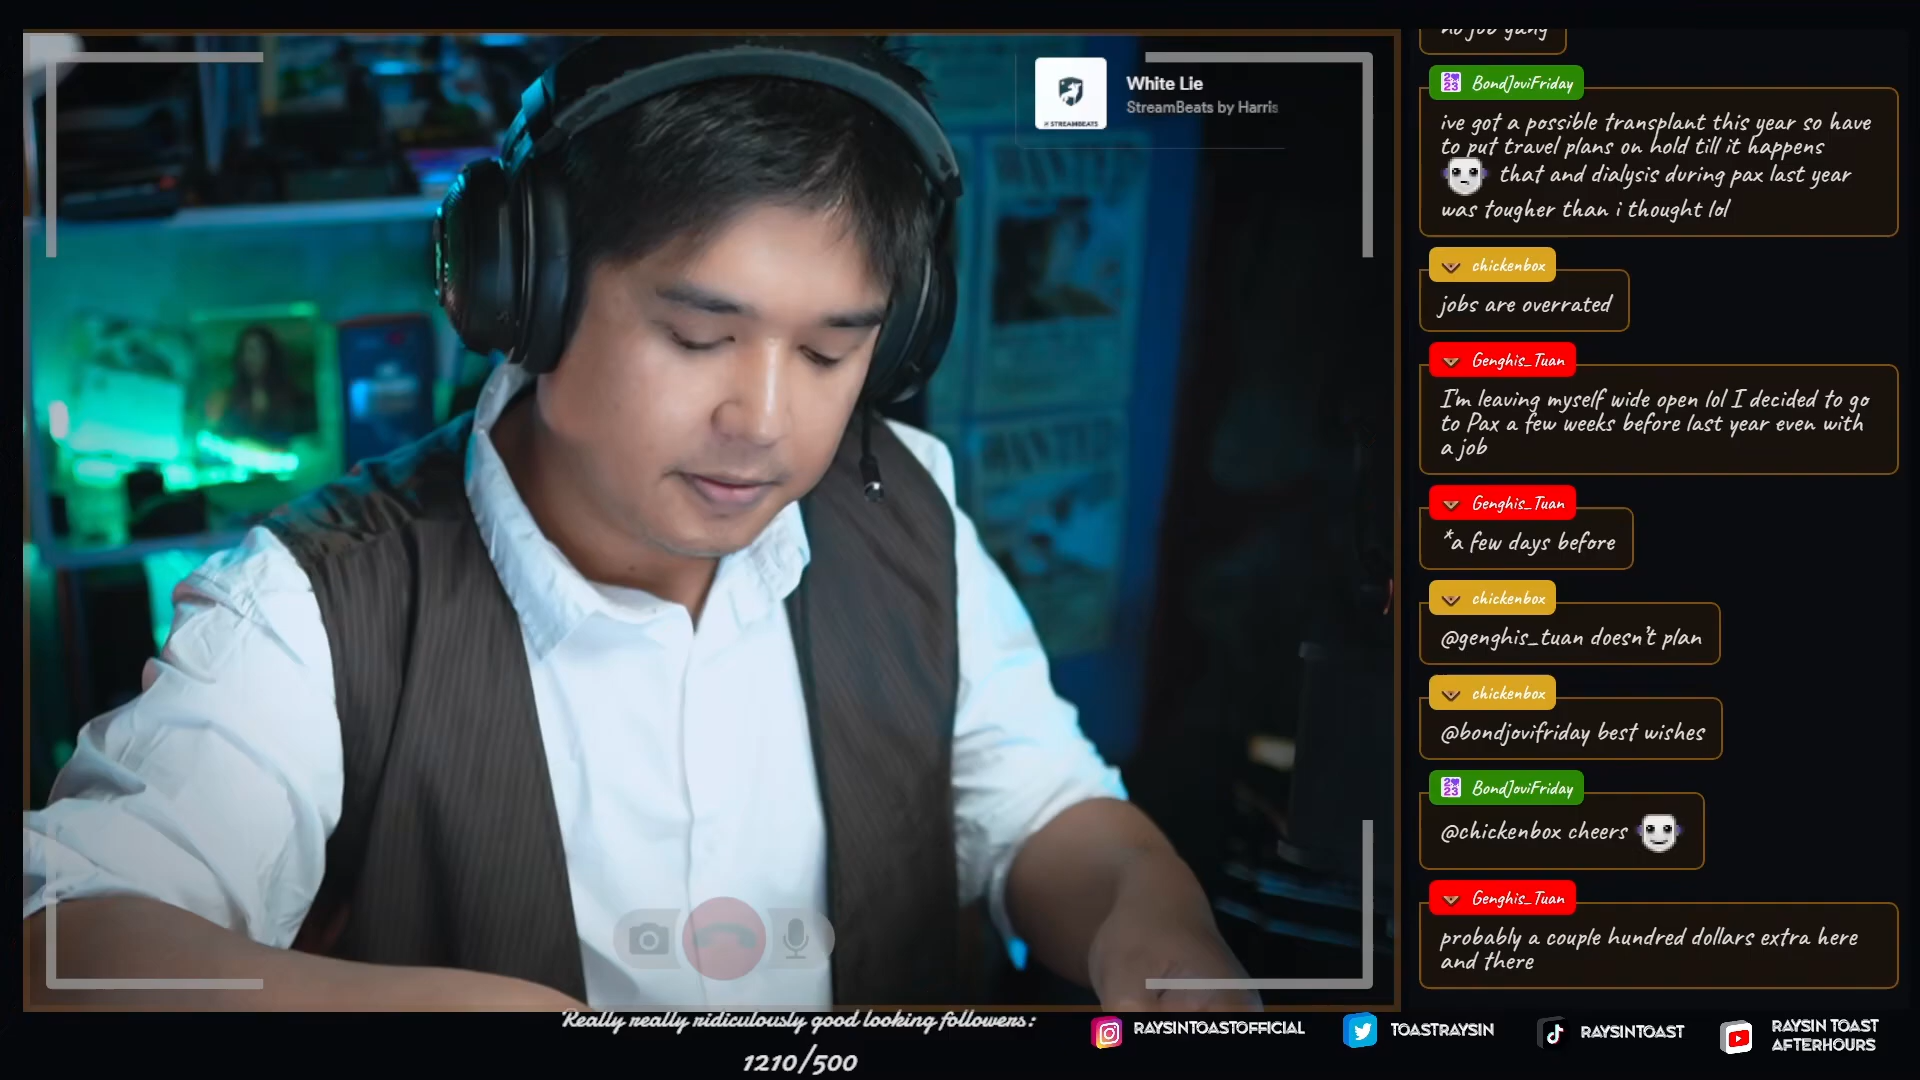 White Lie
StreamBeats by Harris
STREAMBEATS
WANTED
no job gang
BondJoviFriday
ive got a possible transplant this year so have
to put travel plans on hold till it happens
that and dialysis during pax last year
was tougher than i thought lol
chickenbox
jobs are overrated
Genghis_Tuan
I'm leaving myself wide open lol I decided to go
to Pax a few weeks before last year even with
a job
Genghis_Tuan
*a few days before
chickenbox
@genghis_tuan doesn't plan
chickenbox
@bondjovifriday best wishes
BondJoviFriday
@chickenbox cheers
Genghis_Tuan
probably a couple hundred dollars extra here
and there
Really really ridiculously good looking followers:
1210/500
RAYSINTOASTOFFICIAL
TOASTRAYSIN
RAYSINTOAST
RAYSIN TOAST
AFTERHOURS